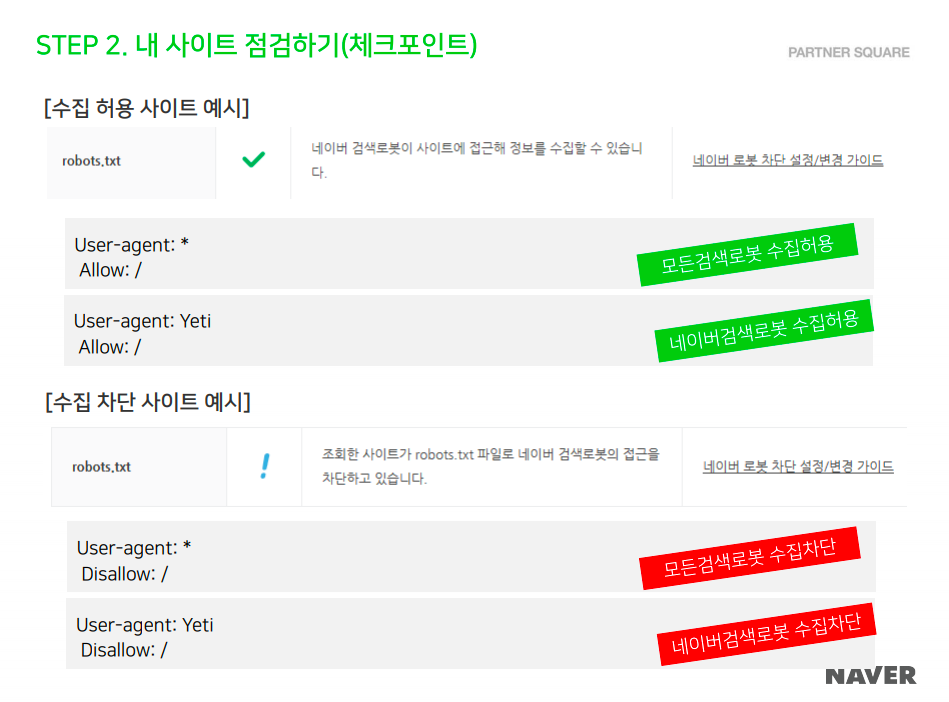 STEP 2. 내 사이트 점검하기(체크포인트)
PARTNER SQUARE
[수집 허용 사이트 예시]
robots.txt
네이버 검색로봇이 사이트에 접근해 정보를 수집할 수 있습니
다.
네이버 로봇 차단 설정/변경 가이드
User-agent: *
Allow: /
모든검색로봇 수집허용
User-agent: Yeti
Allow: /
네이버검색로봇 수집허용
[수집 차단 사이트 예시]
robots.txt
조회한 사이트가 robots.txt 파일로 네이버 검색로봇의 접근을
차단하고 있습니다.
네이버 로봇 차단 설정/변경 가이드
User-agent: *
Disallow: /
모든검색로봇 수집차단
User-agent: Yeti
Disallow: /
네이버검색로봇 수집차단
NAVER